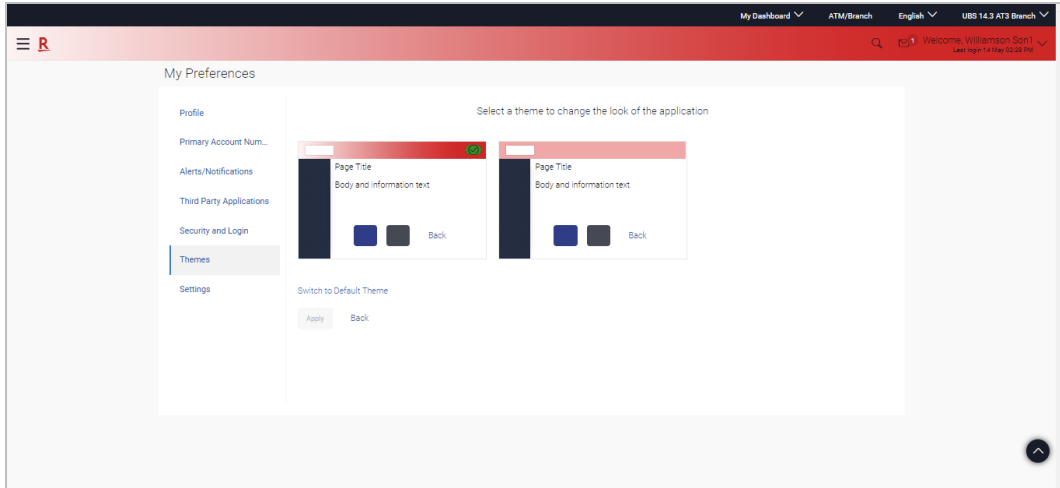 My Dashboard ATM/Branch English UBS 14.3 AT3 Branch
R 1 Welcome, Williamson Son1
Last login 14 May 02:28 PM
My Preferences
Profile
Primary Account Num...
Alerts/Notifications
Third Party Applications
Security and Login
Themes
Settings
Select a theme to change the look of the application
Page Title
Body and information text
Back
Page Title
Body and information text
Back
Switch to Default Theme
Apply Back